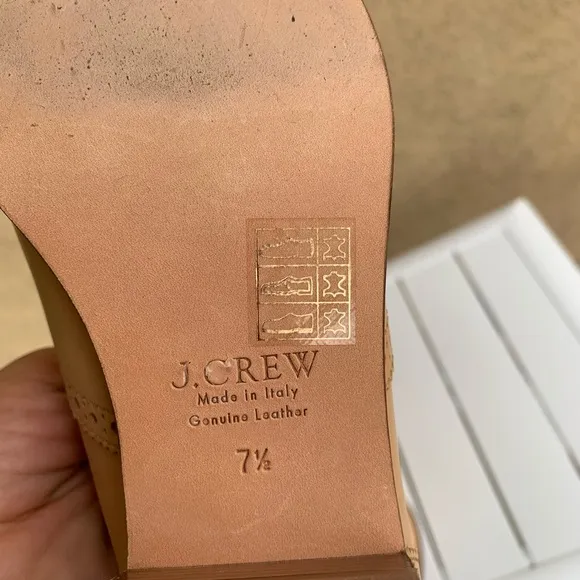 J.CREW
Made in Italy
Genuine Leather
7½